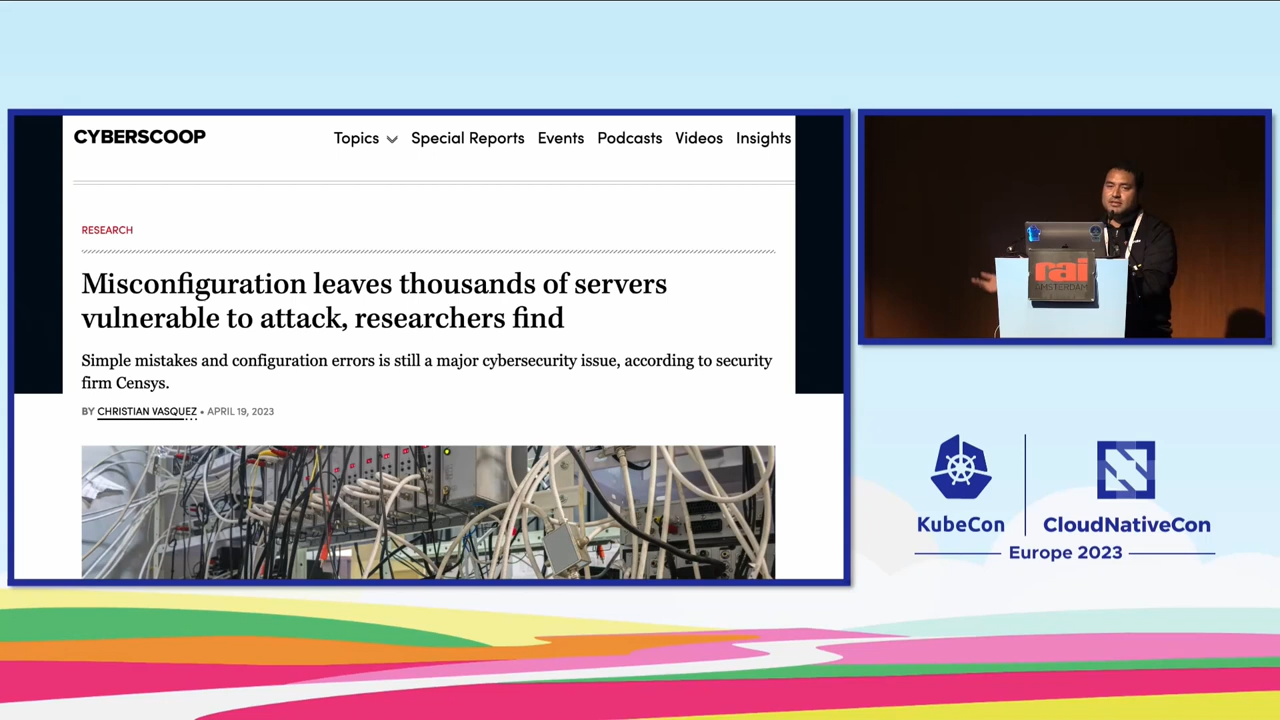 CYBERSCOOP
Topics
Special Reports
Events
Podcasts
Videos
Insights
RESEARCH
Misconfiguration leaves thousands of servers
vulnerable to attack, researchers find
Simple mistakes and configuration errors is still a major cybersecurity issue, according to security
firm Censys.
BY CHRISTIAN VASQUEZ • APRIL 19, 2023
rai
AMSTERDAM
KubeCon
CloudNativeCon
Europe 2023